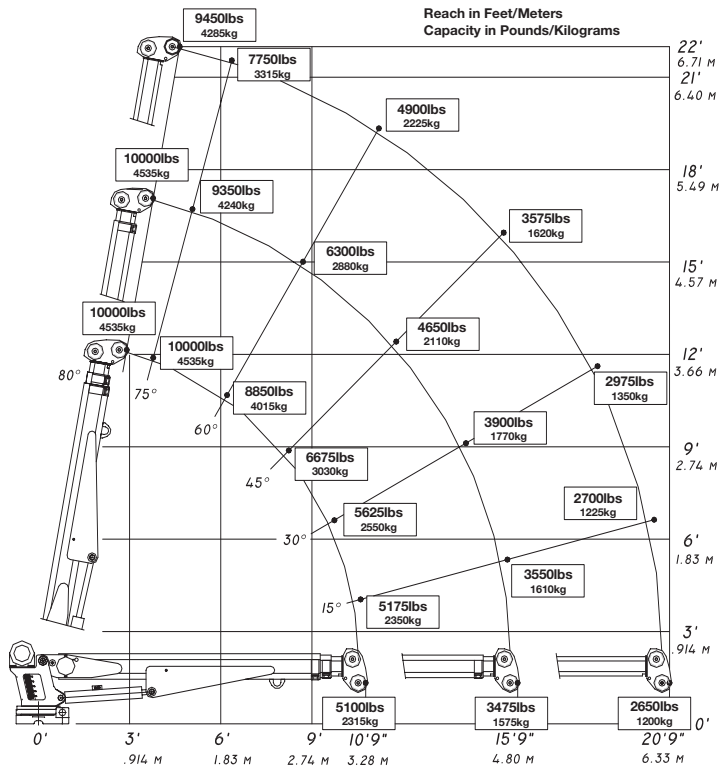 Reach in Feet/Meters
Capacity in Pounds/Kilograms
9450lbs
4285kg
22'
6.71 M
7750lbs
3315kg
21'
6.40 M
4900lbs
2225kg
10000lbs
4535kg
18'
5.49 M
9350lbs
4240kg
3575lbs
1620kg
6300lbs
2880kg
15'
4.57 M
10000lbs
4535kg
10000lbs
4535kg
4650lbs
2110kg
12'
3.66 M
80°
75°
2975lbs
1350kg
8850lbs
4015kg
60°
3900lbs
1770kg
9'
2.74 M
6675lbs
3030kg
45°
2700lbs
1225kg
5625lbs
2550kg
30°
6'
1.83 M
3550lbs
1610kg
15°
5175lbs
2350kg
3'
.914 M
5100lbs
2315kg
3475lbs
1575kg
2650lbs
1200kg
0'
0' 3' 6' 9' 10'9" 15'9" 20'9"
.914 M 1.83 M 2.74 M 3.28 M 4.80 M 6.33 M